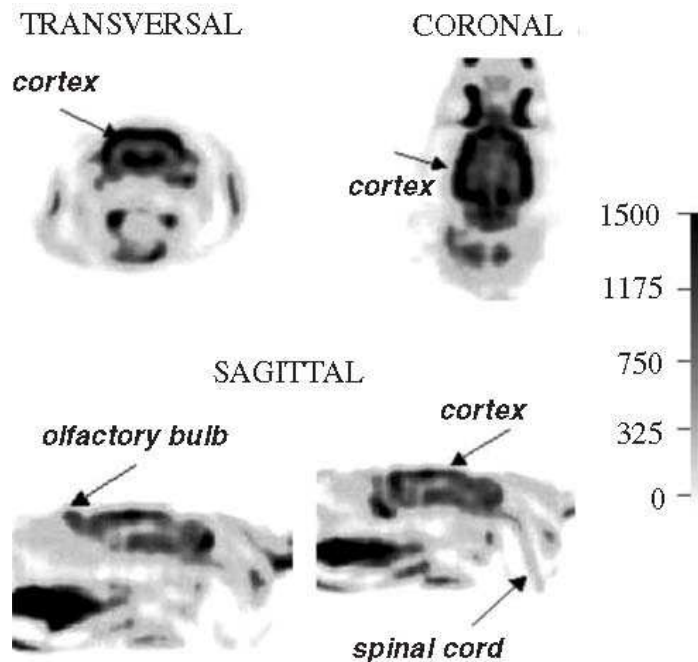 TRANSVERSAL
CORONAL
cortex
cortex
1500
1175
750
325
0
SAGITTAL
olfactory bulb
cortex
spinal cord